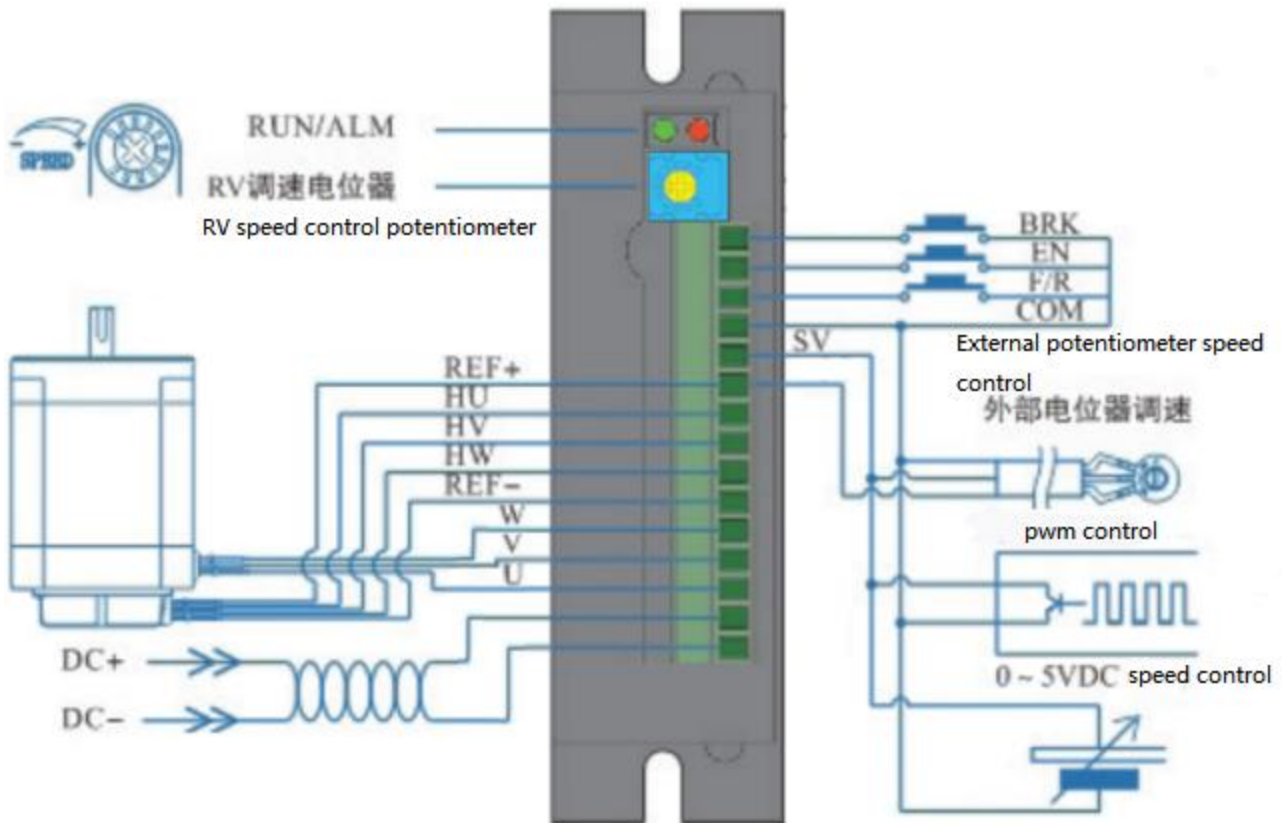 RUN/ALM
SPEED
RV调速电位器
RV speed control potentiometer
BRK
EN
F/R
COM
SV
External potentiometer speed
control
外部电位器调速
REF+
HU
HV
HW
REF-
W
V
U
pwm control
DC+
0 ~ 5VDC speed control
DC-